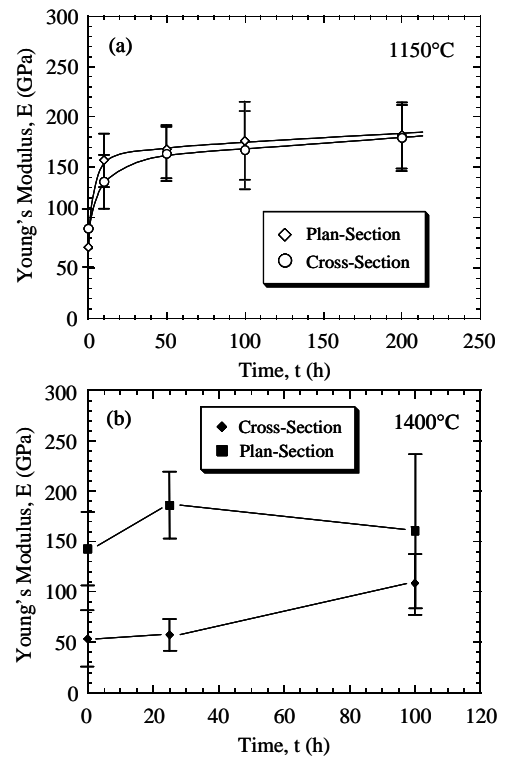 300
(a)
1150°C
250
200
150
100
50
0
Young's Modulus, E (GPa)
Plan-Section
Cross-Section
0 50 100 150 200 250
Time, t (h)
300
(b)
Cross-Section
1400°C
Plan-Section
250
200
150
100
50
0
Young's Modulus, E (GPa)
0 20 40 60 80 100 120
Time, t (h)